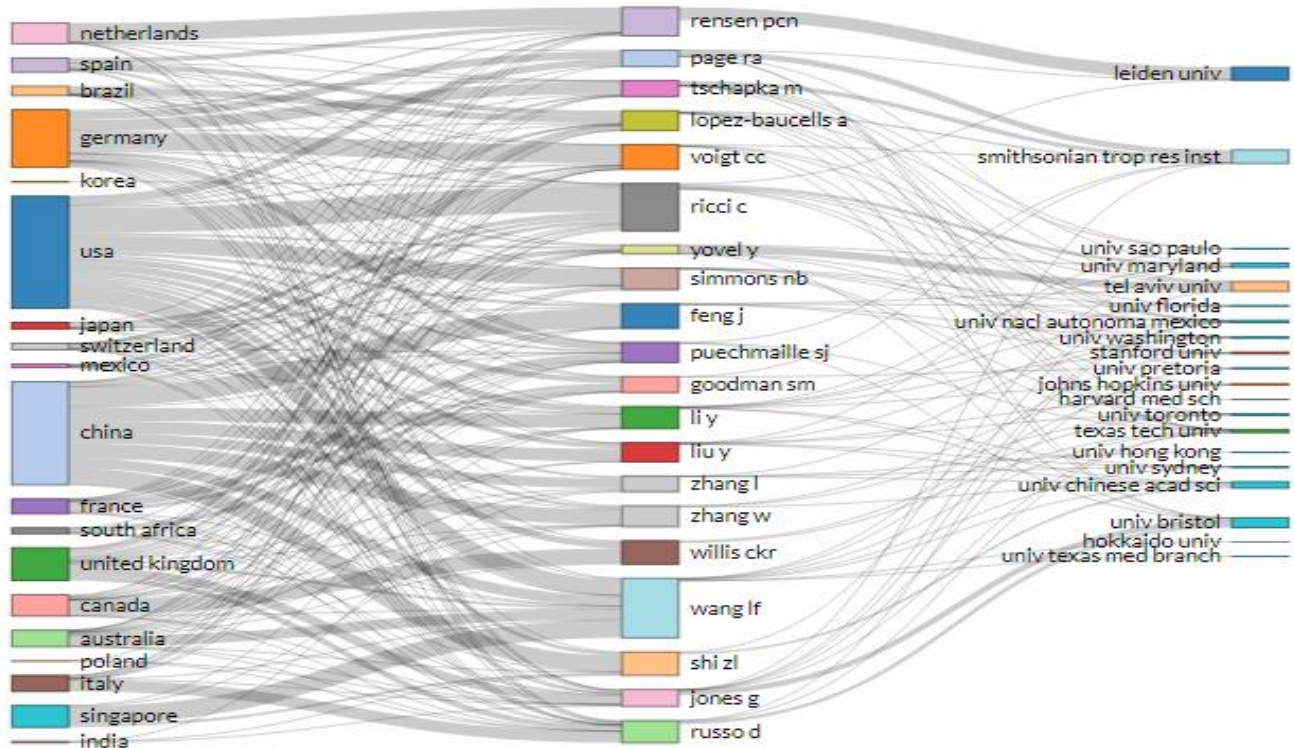 netherlands
spain
brazil
germany
korea
usa
japan
switzerland
mexico
china
france
south africa
united kingdom
canada
australia
poland
italy
singapore
india
rensen pcn
page ra
tschapka m
lopez-baucells a
voigt cc
ricci c
yovel y
simmons nb
feng j
puechmaille sj
goodman sm
li y
liu y
zhang l
zhang w
willis ckr
wang lf
shi zl
jones g
russo d
leiden univ
smithsonian trop res inst
univ sao paulo
univ maryland
tel aviv univ
univ florida
univ nacl autonoma mexico
univ washington
stanford univ
univ pretoria
johns hopkins univ
harvard med sch
univ toronto
texas tech univ
univ hong kong
univ sydney
univ chinese acad sci
univ bristol
hokkaido univ
univ texas med branch